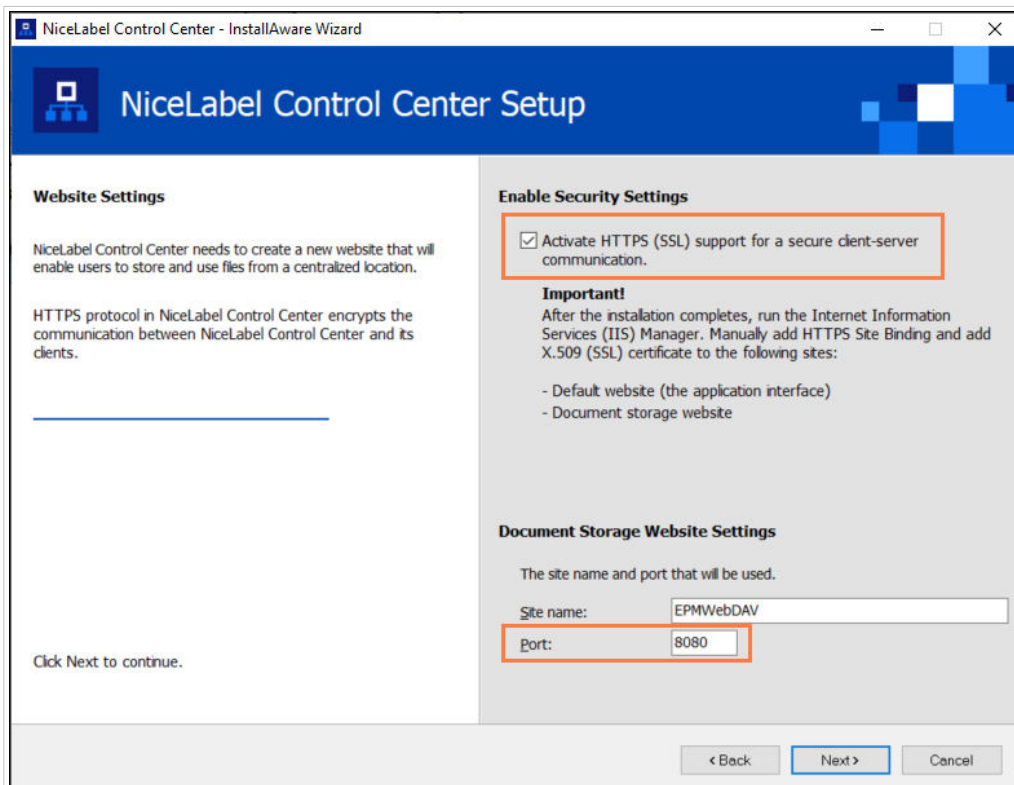 NiceLabel Control Center - InstallAware Wizard
NiceLabel Control Center Setup
Website Settings
NiceLabel Control Center needs to create a new website that will
enable users to store and use files from a centralized location.
HTTPS protocol in NiceLabel Control Center encrypts the
communication between NiceLabel Control Center and its
clients.
Click Next to continue.
Enable Security Settings
Activate HTTPS (SSL) support for a secure client-server
communication.
Important!
After the installation completes, run the Internet Information
Services (IIS) Manager. Manually add HTTPS Site Binding and add
X.509 (SSL) certificate to the following sites:
- Default website (the application interface)
- Document storage website
Document Storage Website Settings
The site name and port that will be used.
Site name: EPMWebDAV
Port: 8080
< Back Next > Cancel